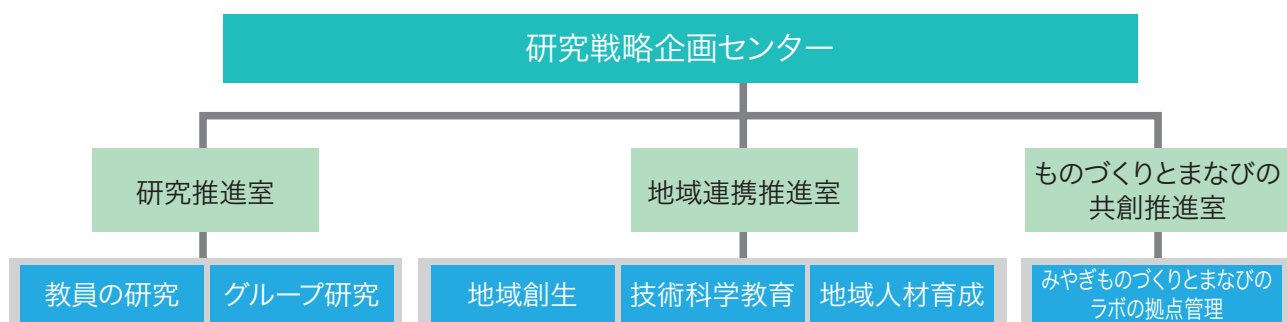 研究戦略企画センター
研究推進室
地域連携推進室
ものづくりとまなびの
共創推進室
教員の研究
グループ研究
地域創生
技術科学教育
地域人材育成
みやぎものづくりとまなびの
ラボの拠点管理